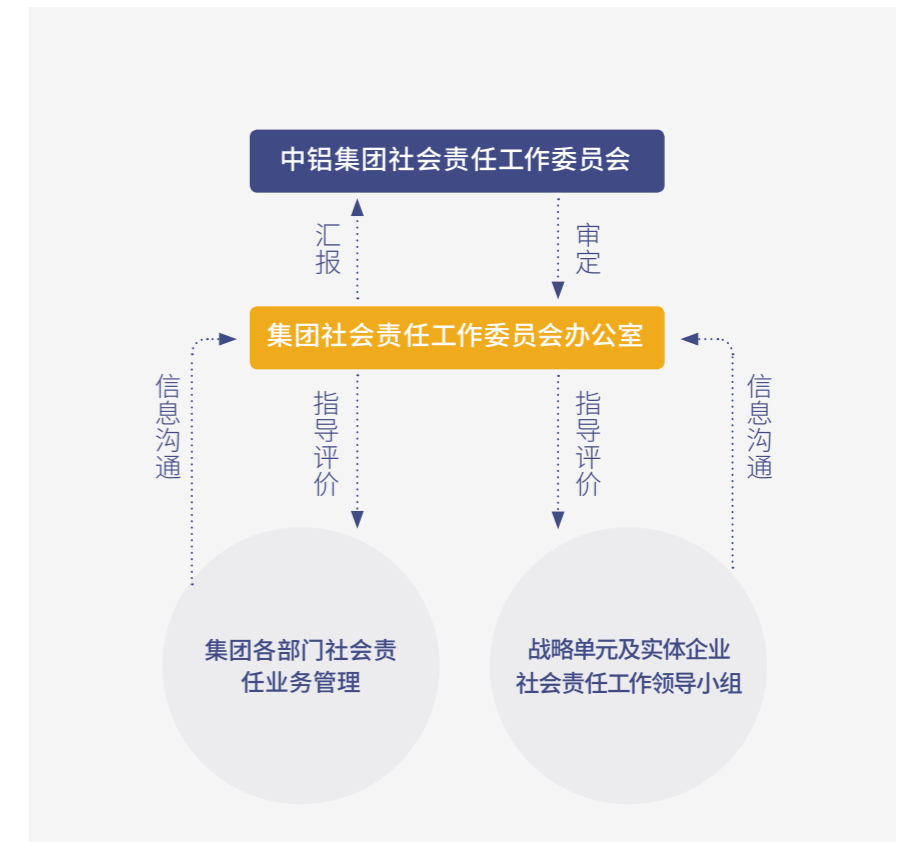 中铝集团社会责任工作委员会
汇报
审定
集团社会责任工作委员会办公室
信息沟通
指导评价
指导评价
信息沟通
集团各部门社会责
任业务管理
战略单元及实体企业
社会责任工作领导小组